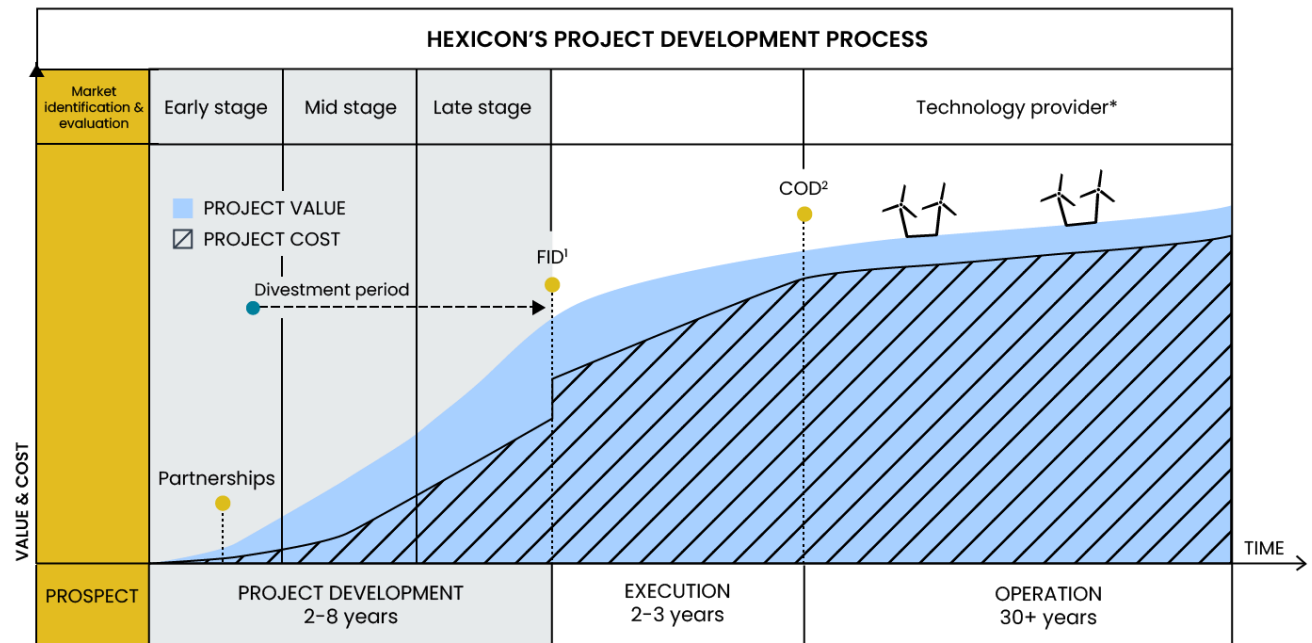 HEXICON'S PROJECT DEVELOPMENT PROCESS
Market
identification &
evaluation
Early stage
Mid stage
Late stage
Technology provider*
PROJECT VALUE
PROJECT COST
COD²
FID¹
Divestment period
Partnerships
VALUE & COST
TIME
PROSPECT
PROJECT DEVELOPMENT
2-8 years
EXECUTION
2-3 years
OPERATION
30+ years